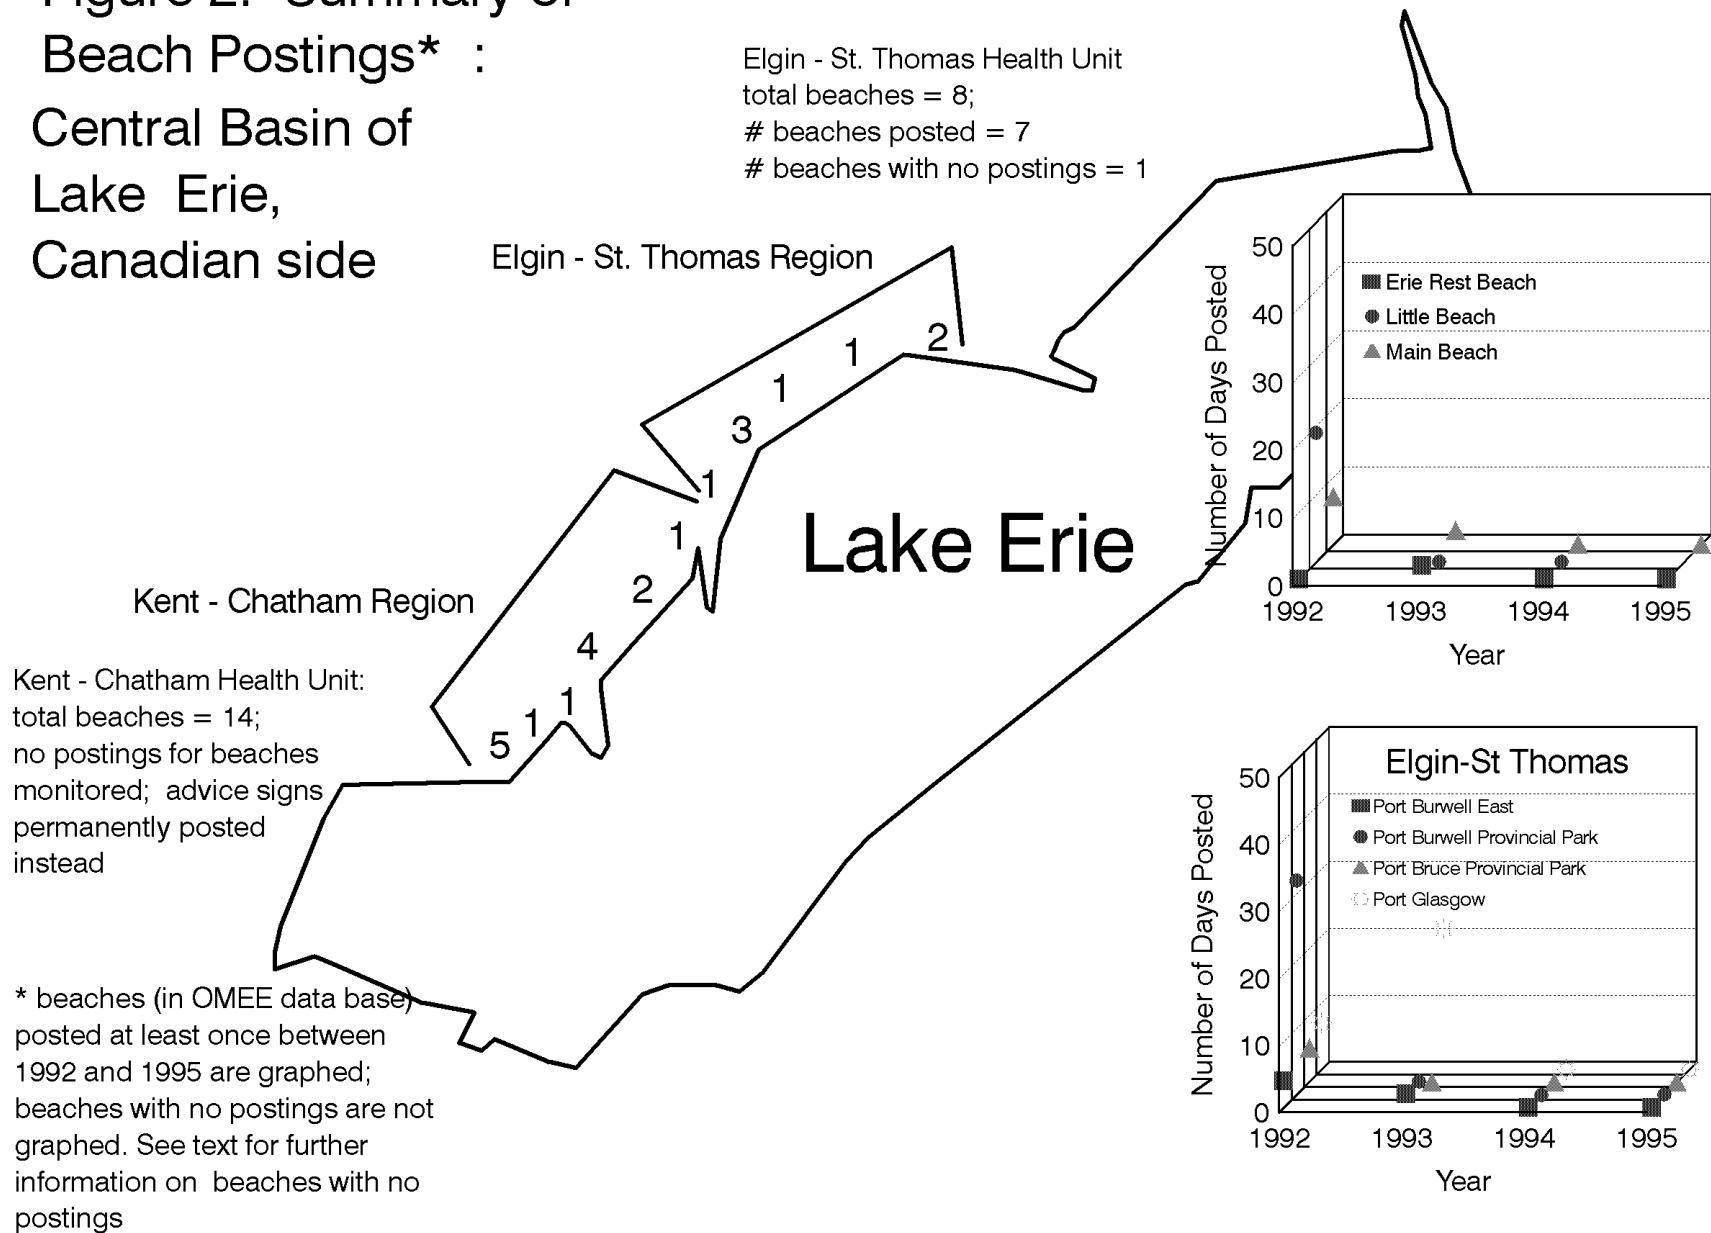 Figure 2. Summary of
Beach Postings* :
Central Basin of
Lake Erie,
Canadian side
Elgin - St. Thomas Health Unit
total beaches = 8;
# beaches posted = 7
# beaches with no postings = 1
Elgin - St. Thomas Region
2
1
1
3
1
1
2
4
1
1
5
Lake Erie
Kent - Chatham Region
Kent - Chatham Health Unit:
total beaches = 14;
no postings for beaches
monitored; advice signs
permanently posted
instead
* beaches (in OMEE data base)
posted at least once between
1992 and 1995 are graphed;
beaches with no postings are not
graphed. See text for further
information on beaches with no
postings
Number of Days Posted
50
40
30
20
10
0
Erie Rest Beach
Little Beach
Main Beach
1992 1993 1994 1995
Year
Elgin-St Thomas
Number of Days Posted
50
40
30
20
10
0
Port Burwell East
Port Burwell Provincial Park
Port Bruce Provincial Park
Port Glasgow
1992 1993 1994 1995
Year